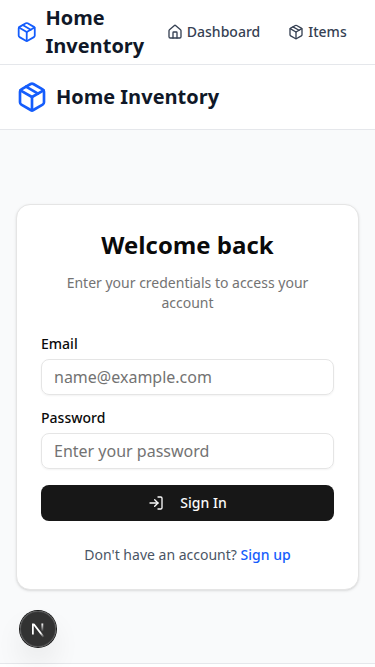 Home
Inventory
Dashboard
Items
Home Inventory
Welcome back
Enter your credentials to access your
account
Email
name@example.com
Password
Enter your password
Sign In
Don't have an account? Sign up
N